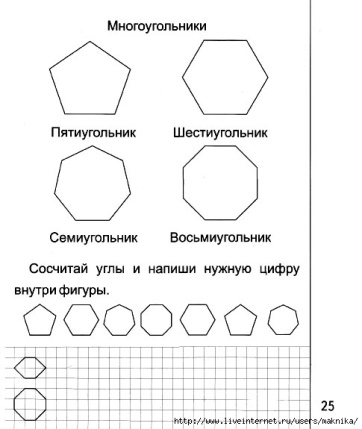 Многоугольники
Пятиугольник Шестиугольник
Семиугольник Восьмиугольник
Сосчитай углы и напиши нужную цифру
внутри фигуры.
25
http://www.liveinternet.ru/users/maknika/